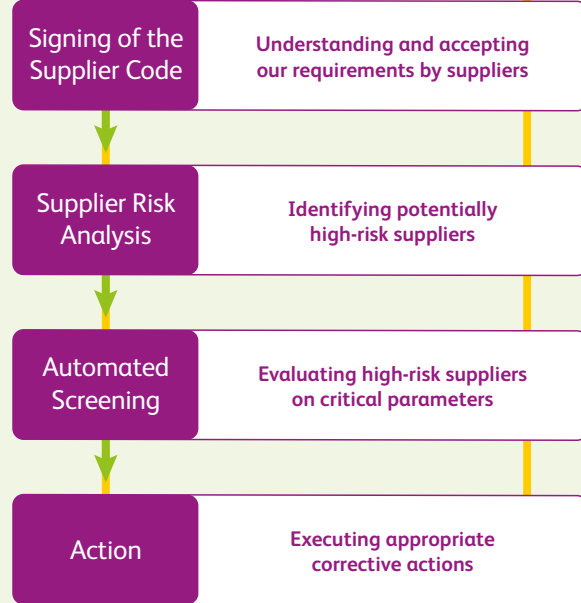 Signing of the
Supplier Code
Understanding and accepting
our requirements by suppliers
Supplier Risk
Analysis
Identifying potentially
high-risk suppliers
Automated
Screening
Evaluating high-risk suppliers
on critical parameters
Action
Executing appropriate
corrective actions